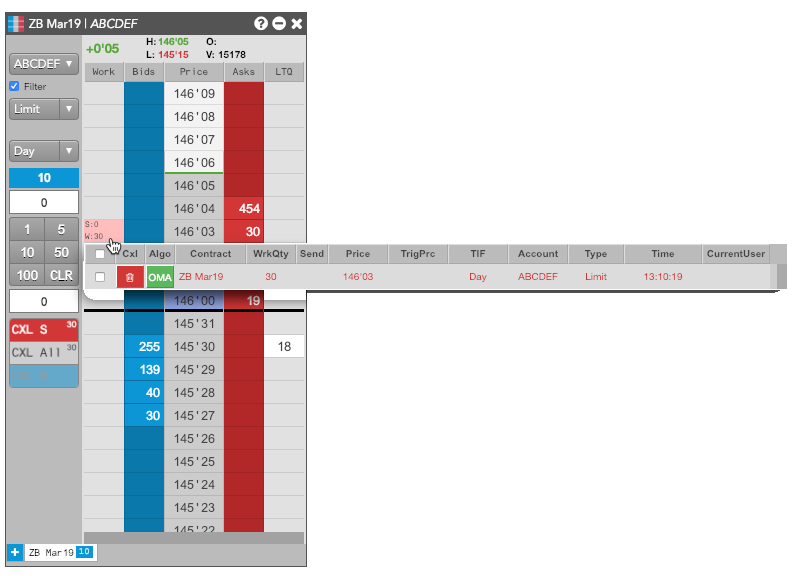 ZB Mar19 | ABCDEF
+0'05 H: 146'05 O:
L: 145'15 V: 15178
ABCDEF
Filter
Limit
Day
10
0
1 5
10 50
100 CLR
0
CXL S 30
CXL All 30
Work Bids Price Asks LTQ
146'09
146'08
146'07
146'06
146'05
146'04 454
S:0
W:30
146'03 30
Cxl Algo Contract WrkQty Send Price TrigPrc TIF Account Type Time CurrentUser
OMA ZB Mar19 30 146'03 Day ABCDEF Limit 13:10:19
146'00 19
145'31
255 145'30 18
139 145'29
40 145'28
30 145'27
145'26
145'25
145'24
145'23
145'22
+ ZB Mar19 10